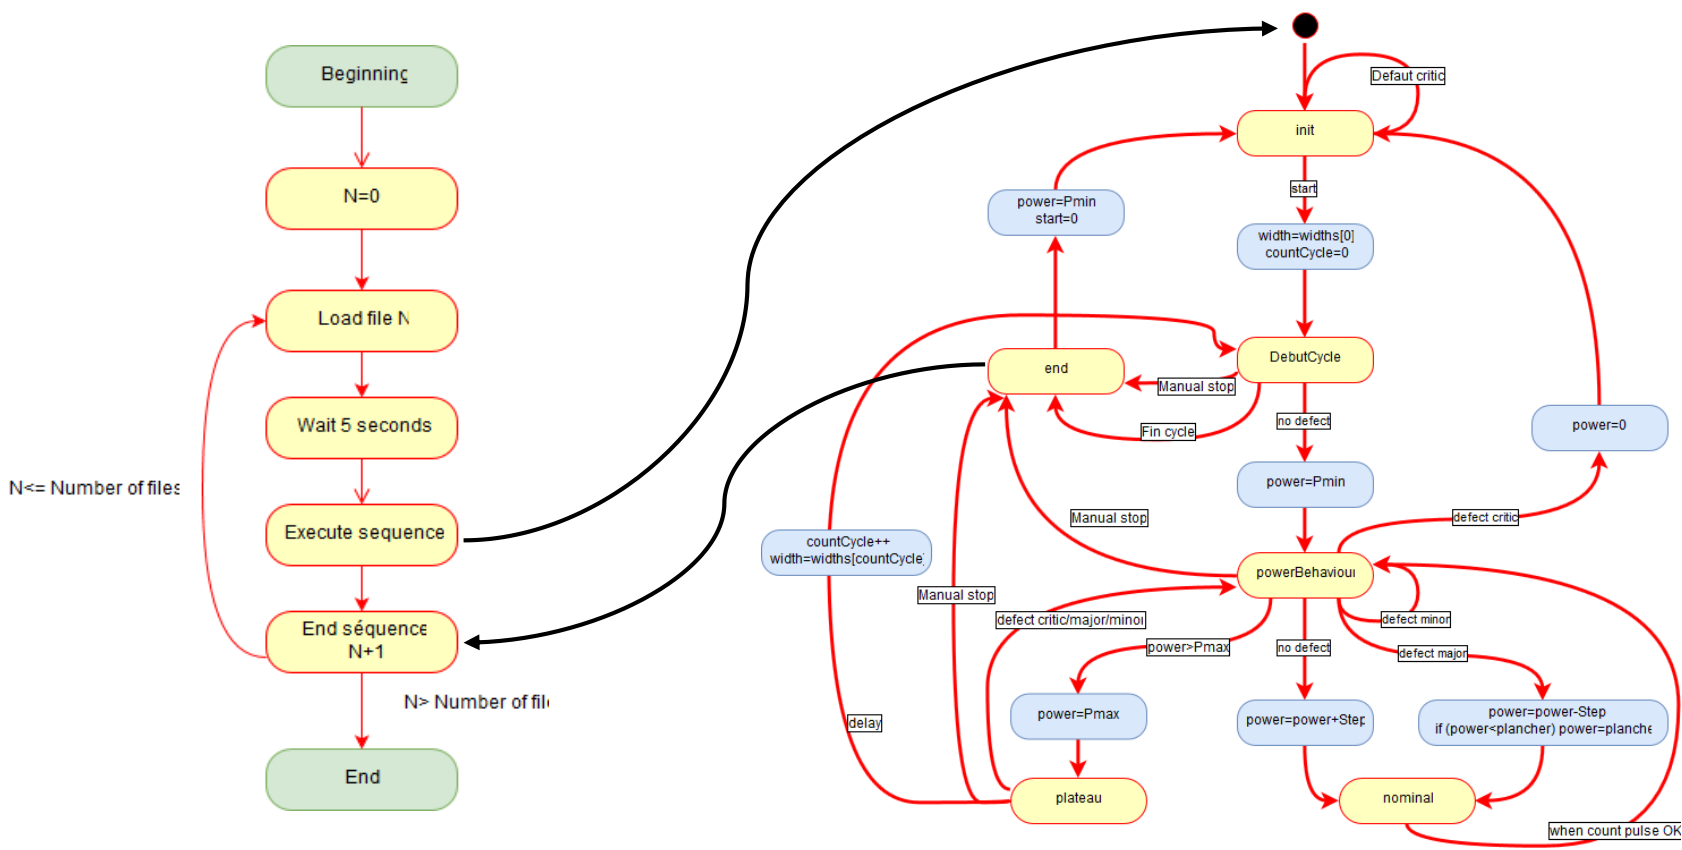 Beginning
N=0
Load file N
Wait 5 seconds
N<= Number of files
Execute sequence
End séquence
N+1
N> Number of fil
End
Defaut critic
init
start
power=Pmin
start=0
width=widths[0]
countCycle=0
DebutCycle
end
Manual stop
no defect
Fin cycle
power=0
power=Pmin
defect critic
Manual stop
countCycle++
width=widths[countCycle]
powerBehaviour
Manual stop
defect critic/major/minor
defect minor
power>Pmax
no defect
defect major
power=Pmax
power=power+Step
power=power-Step
if (power<plancher) power=planche
delay
plateau
nominal
when count pulse OK